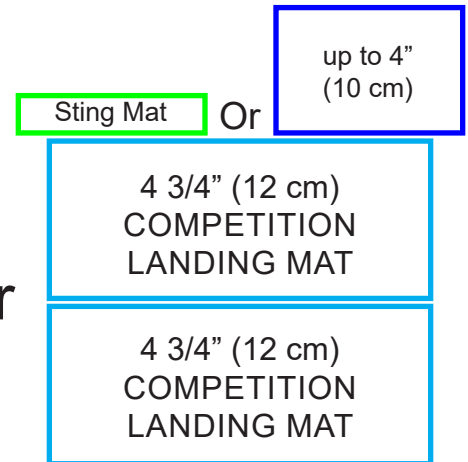 up to 4”
(10 cm)
Sting Mat
Or
4 3/4” (12 cm)
COMPETITION
LANDING MAT
r
4 3/4” (12 cm)
COMPETITION
LANDING MAT